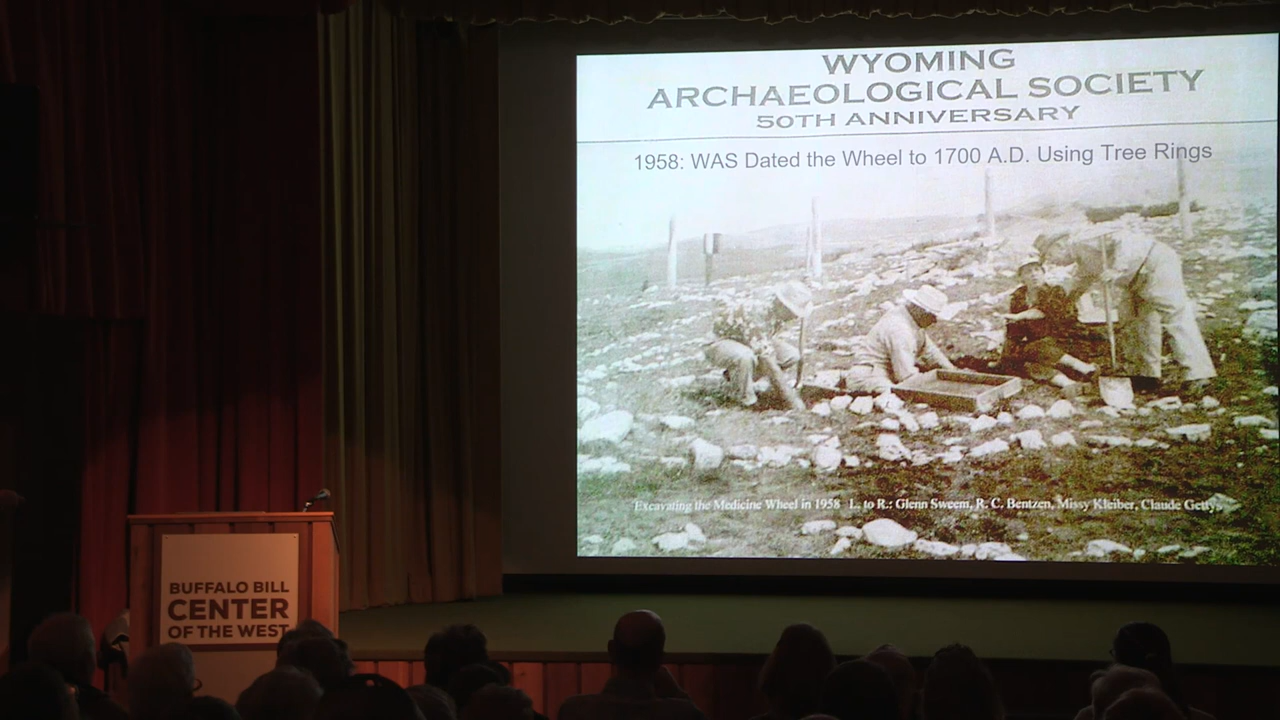 WYOMING
ARCHAEOLOGICAL SOCIETY
50TH ANNIVERSARY
1958: WAS Dated the Wheel to 1700 A.D. Using Tree Rings
Excavating the Medicine Wheel in 1958 L. to R.: Glenn Sweem, R. C. Bentzen, Missy Kleiber, Claude Gettys
BUFFALO BILL
CENTER
OF THE WEST